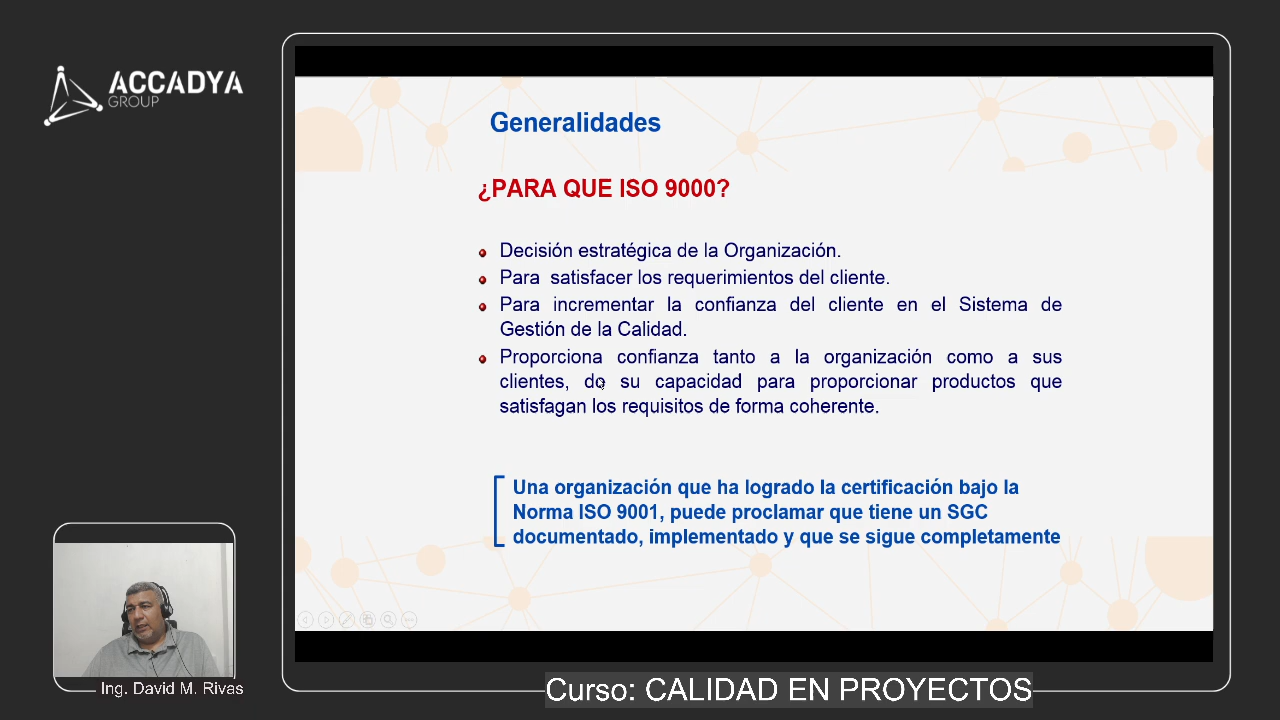 ACCADYA
GROUP
Generalidades
¿PARA QUE ISO 9000?
Decisión estratégica de la Organización.
Para satisfacer los requerimientos del cliente.
Para incrementar la confianza del cliente en el Sistema de
Gestión de la Calidad.
Proporciona confianza tanto a la organización como a sus
clientes, de su capacidad para proporcionar productos que
satisfagan los requisitos de forma coherente.
Una organización que ha logrado la certificación bajo la
Norma ISO 9001, puede proclamar que tiene un SGC
documentado, implementado y que se sigue completamente
Ing. David M. Rivas
Curso: CALIDAD EN PROYECTOS